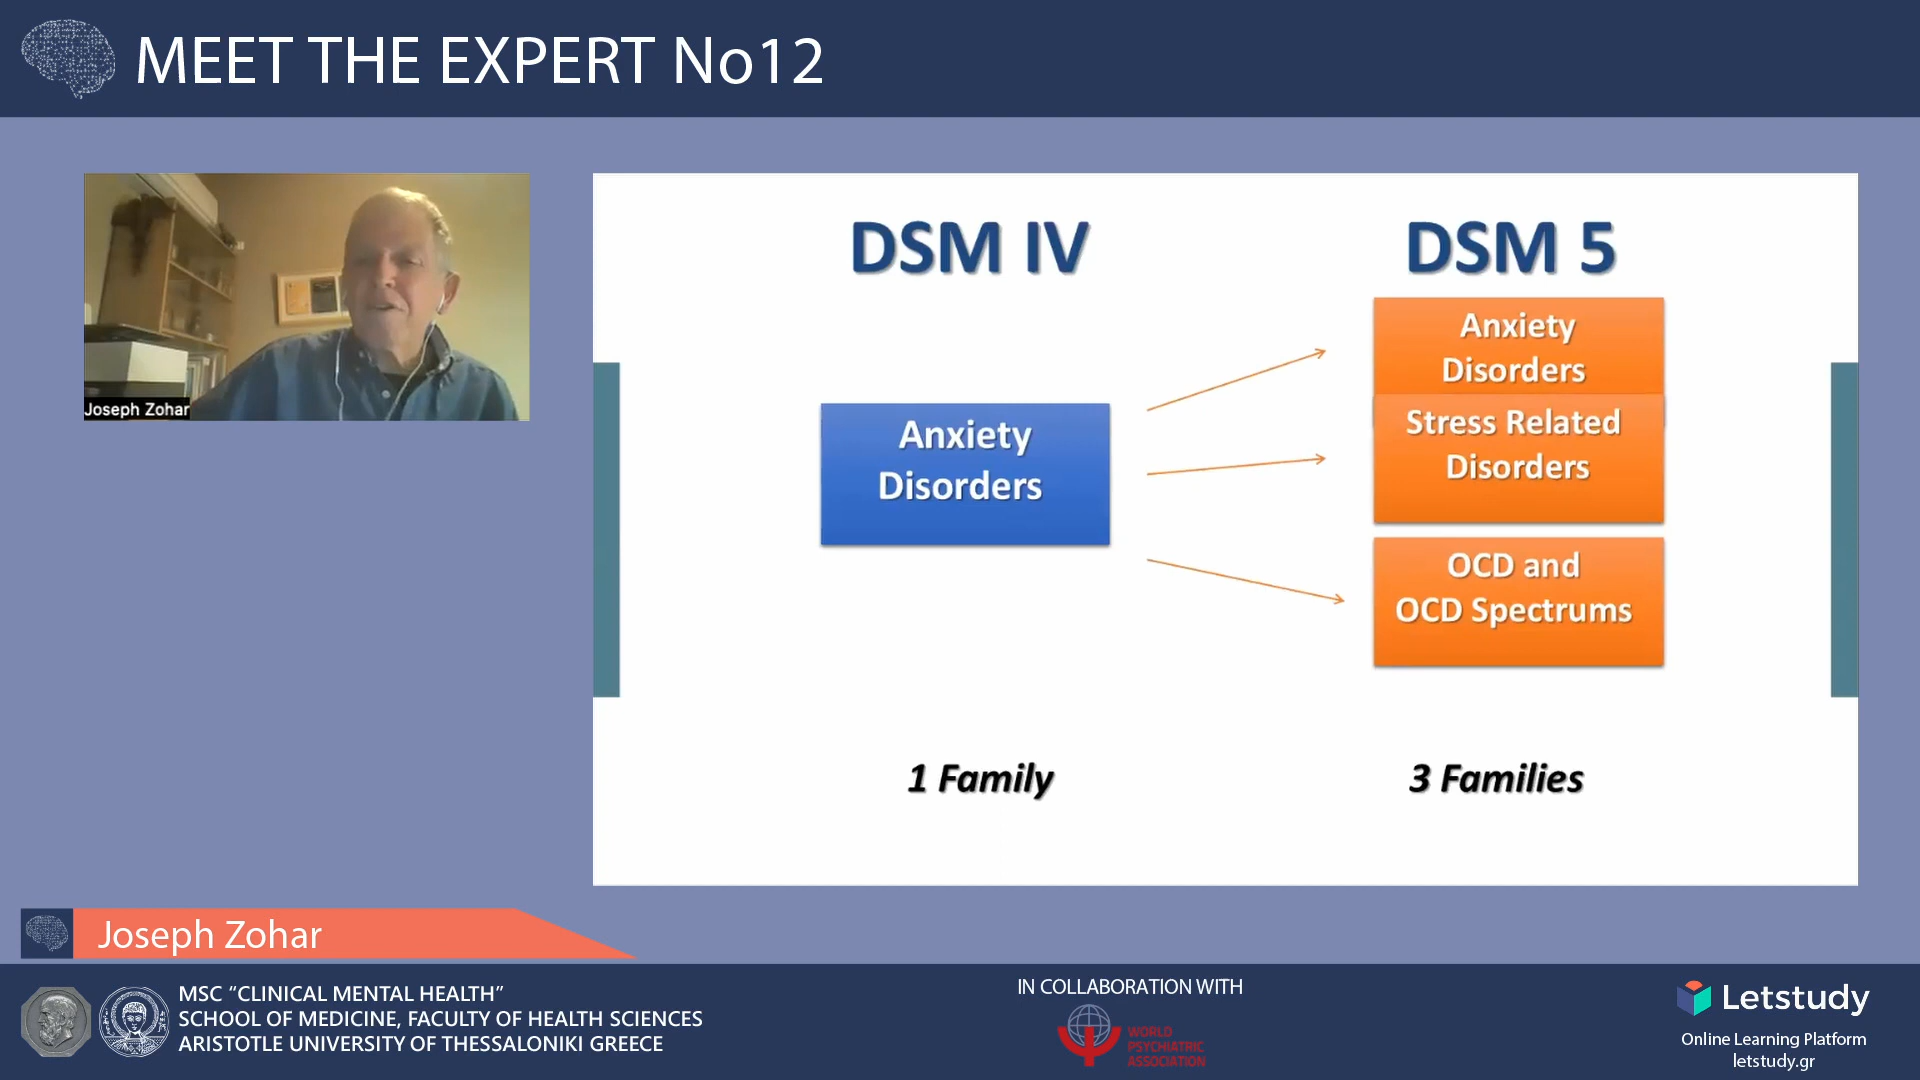 MEET THE EXPERT No12
Joseph Zohar
DSM IV
DSM 5
Anxiety
Disorders
Anxiety
Disorders
Stress Related
Disorders
OCD and
OCD Spectrums
1 Family
3 Families
Joseph Zohar
MSC “CLINICAL MENTAL HEALTH”
SCHOOL OF MEDICINE, FACULTY OF HEALTH SCIENCES
ARISTOTLE UNIVERSITY OF THESSALONIKI GREECE
IN COLLABORATION WITH
WORLD
PSYCHIATRIC
ASSOCIATION
Letstudy
Online Learning Platform
letstudy.gr